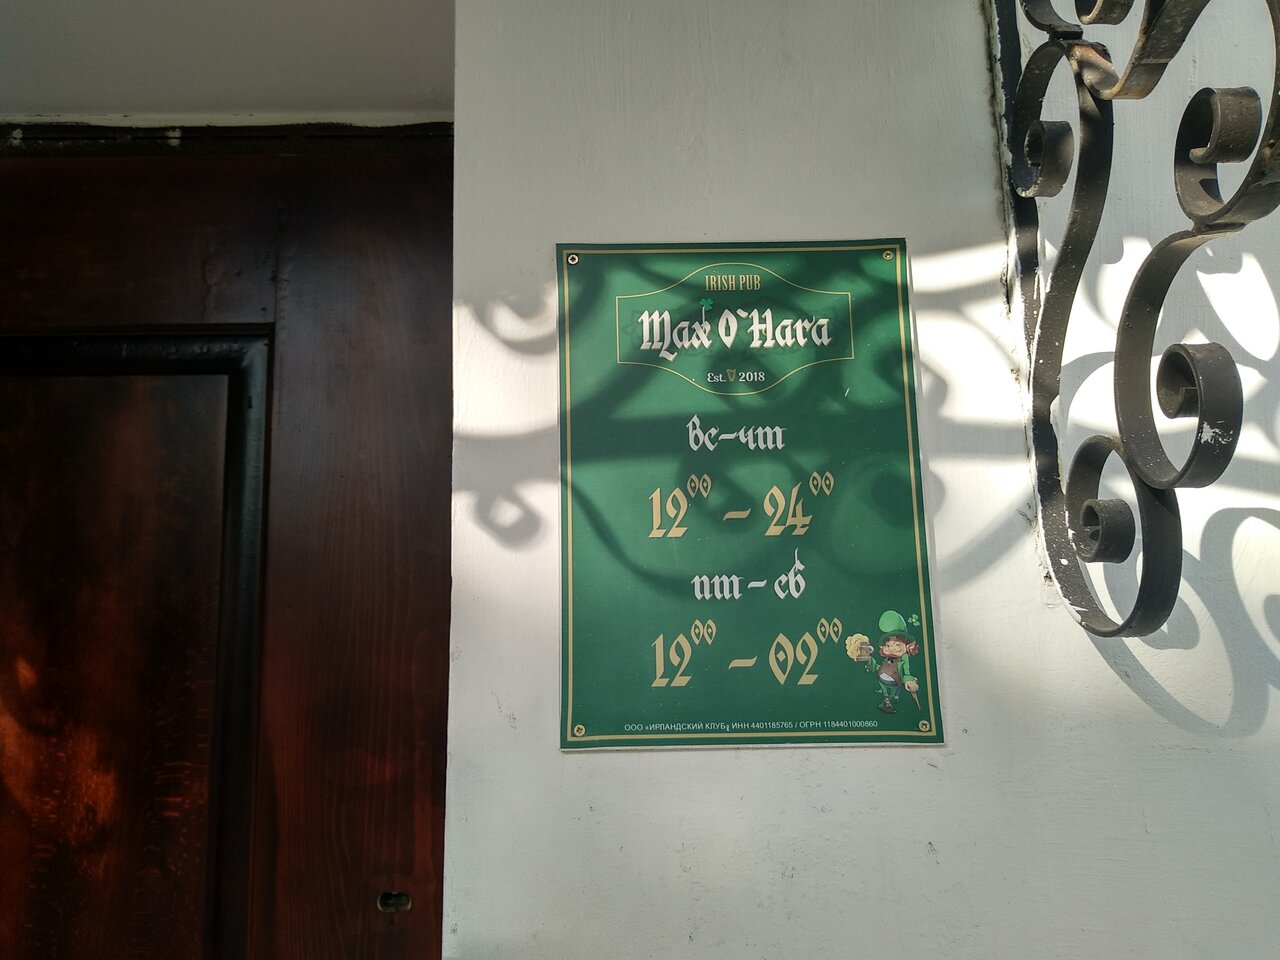 IRISH PUB
Max O`Hara
Est. 2018
Вс-чт
12⁰⁰ - 24⁰⁰
пт - сб
12⁰⁰ - 02⁰⁰
ООО «ИРЛАНДСКИЙ КЛУБ» ИНН 4401185765 / ОГРН 1184401000860